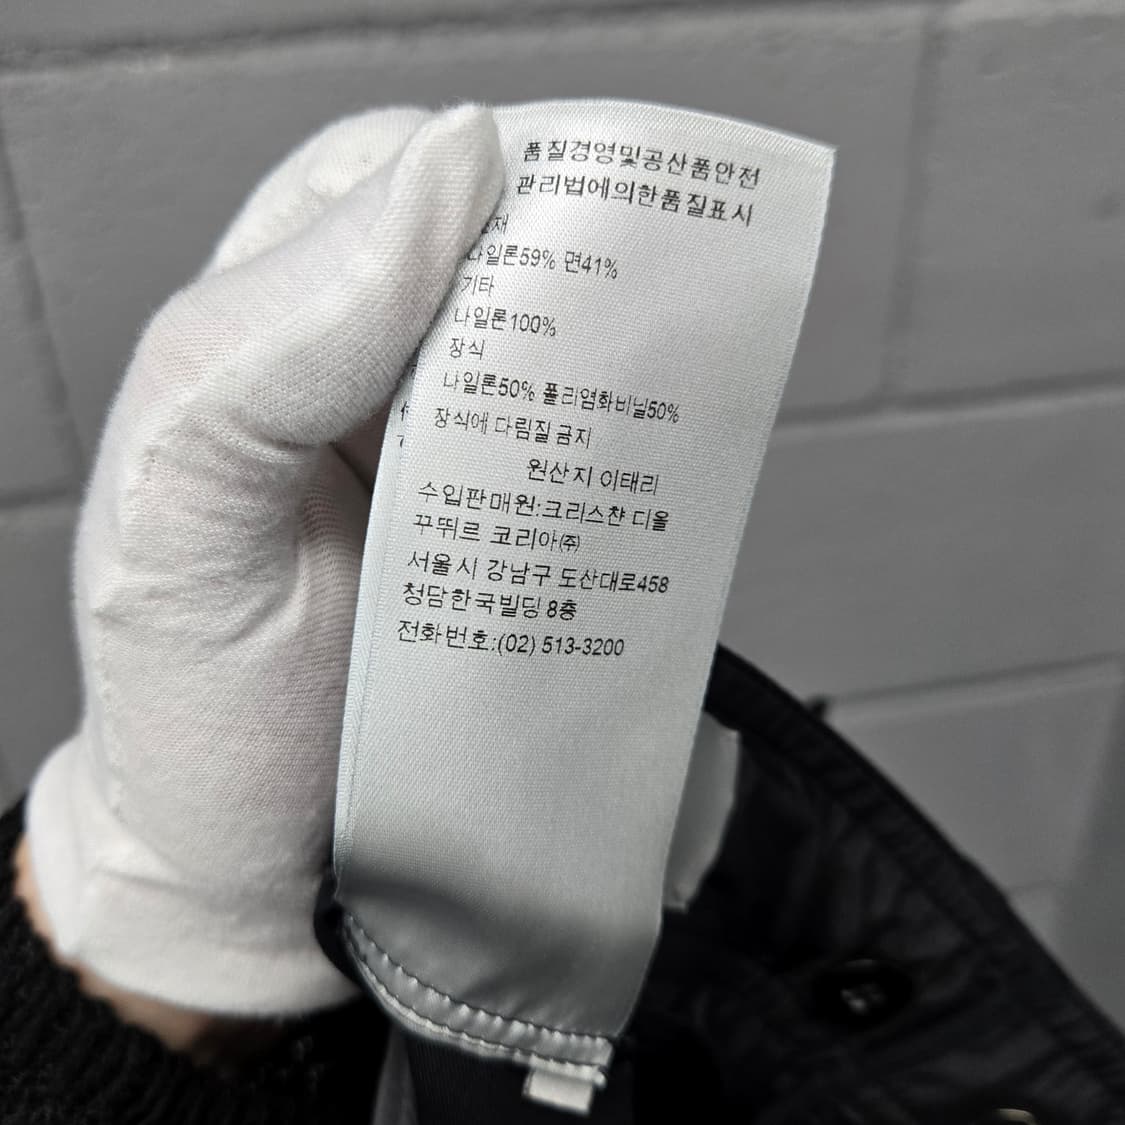 품질경영및공산품안전
관리법에의한품질표시
나일론59% 면41%
기타
나일론100%
장식
나일론50% 폴리염화비닐50%
장식에 다림질 금지
원산지 이태리
수입판매원:크리스챤 디올
꾸뛰르 코리아㈜
서울시 강남구 도산대로458
청담한국빌딩 8층
전화번호:(02) 513-3200